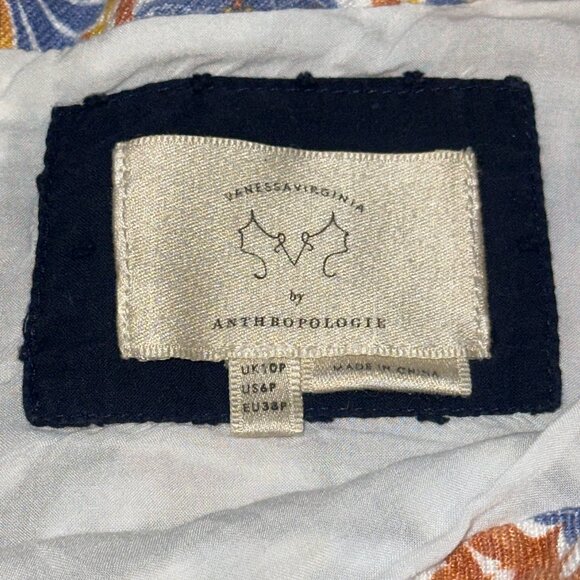 VANESSAVIRGINIA
by
ANTHROPOLOGIE
UK10P
US6P
EU38P
MADE IN CHINA